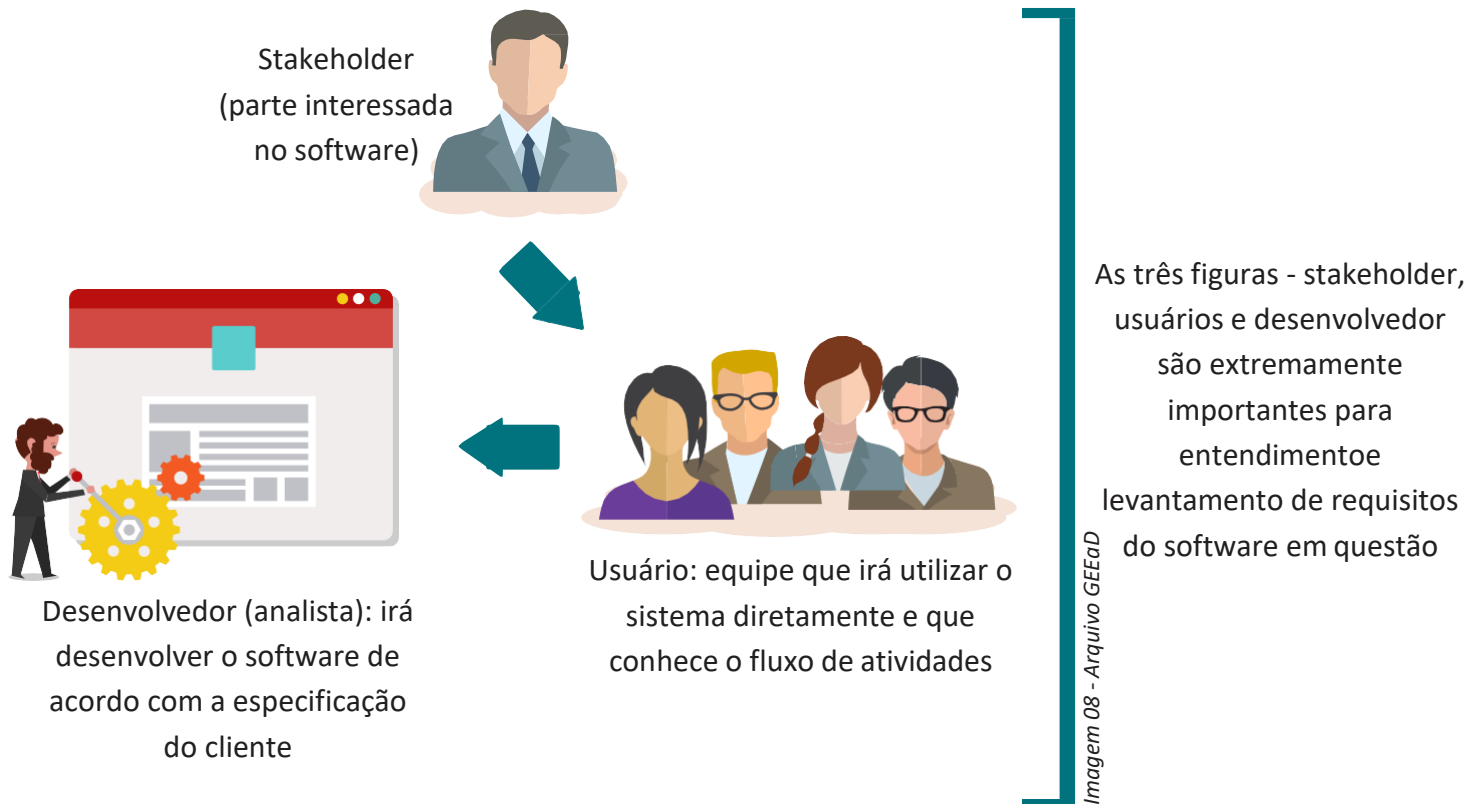 Stakeholder
(parte interessada
no software)
Usuário: equipe que irá utilizar o
sistema diretamente e que
conhece o fluxo de atividades
Desenvolvedor (analista): irá
desenvolver o software de
acordo com a especificação
do cliente
As três figuras - stakeholder,
usuários e desenvolvedor
são extremamente
importantes para
entendimentoe
levantamento de requisitos
do software em questão
Imagem 08 - Arquivo GEEaD